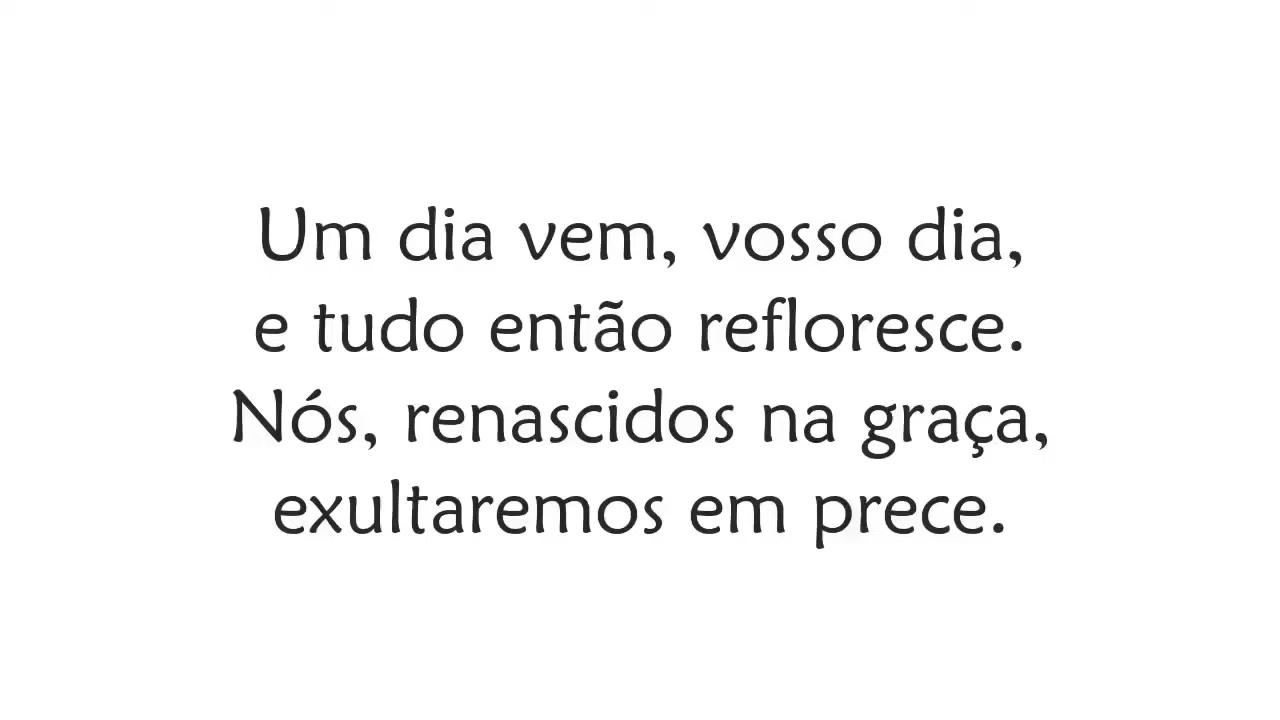 Um dia vem, vosso dia,
e tudo então refloresce.
Nós, renascidos na graça,
exultaremos em prece.